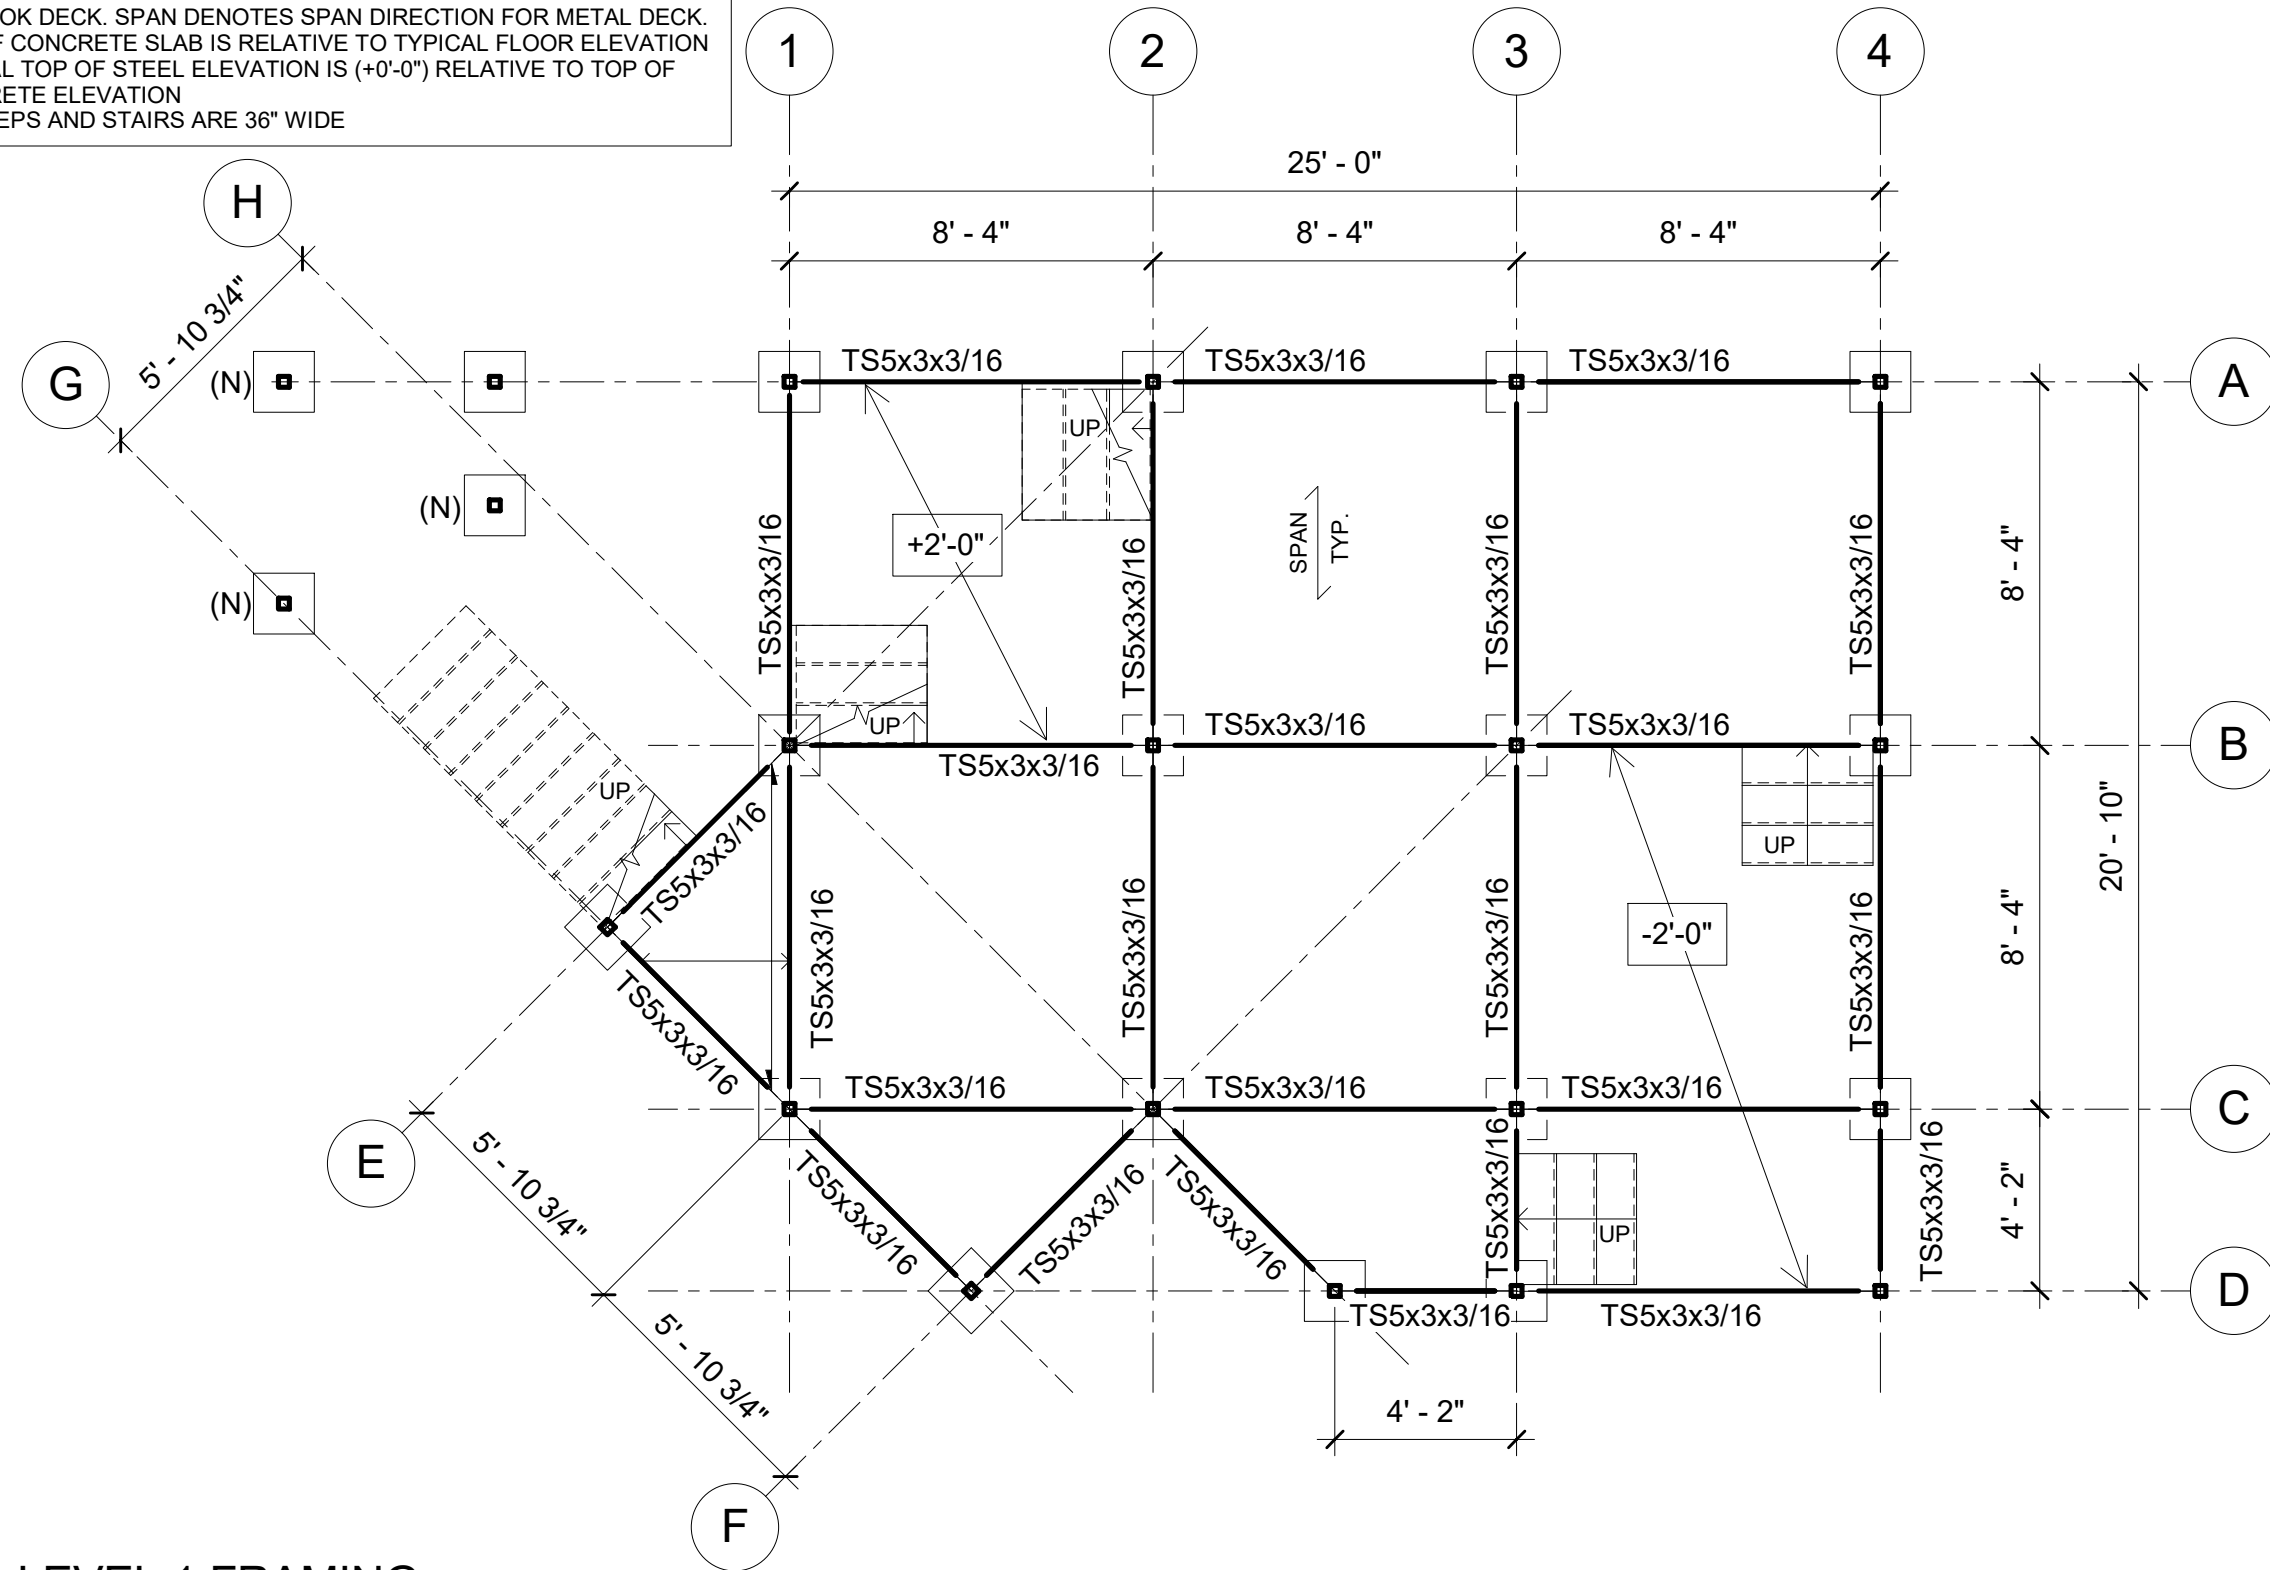 OK DECK. SPAN DENOTES SPAN DIRECTION FOR METAL DECK.
CONCRETE SLAB IS RELATIVE TO TYPICAL FLOOR ELEVATION
TOP OF STEEL ELEVATION IS (+0'-0") RELATIVE TO TOP OF
ELEVATION
AND STAIRS ARE 36" WIDE
1
2
3
4
25' - 0"
8' - 4"
8' - 4"
8' - 4"
H
5' - 10 3/4"
G
(N)
TS5x3x3/16
TS5x3x3/16
TS5x3x3/16
A
UP
(N)
+2'-0"
TS5x3x3/16
TS5x3x3/16
SPAN
TYP.
TS5x3x3/16
TS5x3x3/16
8' - 4"
(N)
UP
TS5x3x3/16
TS5x3x3/16
TS5x3x3/16
B
UP
TS5x3x3/16
UP
20' - 10"
TS5x3x3/16
TS5x3x3/16
TS5x3x3/16
-2'-0"
TS5x3x3/16
8' - 4"
TS5x3x3/16
TS5x3x3/16
TS5x3x3/16
TS5x3x3/16
C
E
5' - 10 3/4"
TS5x3x3/16
TS5x3x3/16
TS5x3x3/16
TS5x3x3/16
UP
TS5x3x3/16
4' - 2"
D
TS5x3x3/16
TS5x3x3/16
5' - 10 3/4"
4' - 2"
F
LEVEL 1 FRAMING